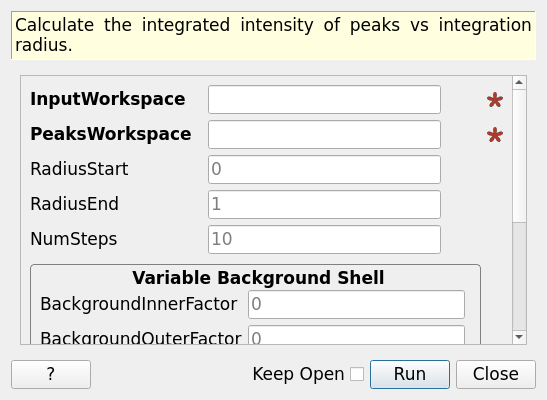 Calculate the integrated intensity of peaks vs integration
radius.
InputWorkspace
*
PeaksWorkspace
*
RadiusStart 0
RadiusEnd 1
NumSteps 10
Variable Background Shell
BackgroundInnerFactor 0
BackgroundOuterFactor 0
? Keep Open Run Close